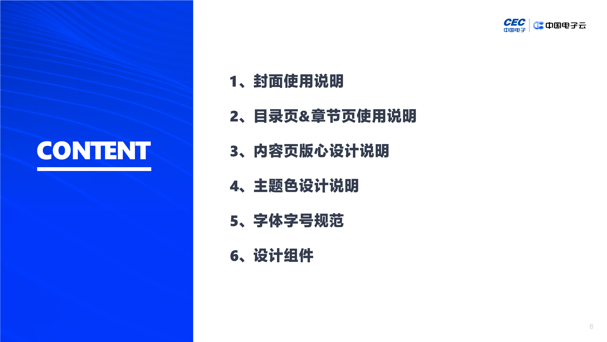 CEC
中国电子
中国电子云
CONTENT
1、封面使用说明
2、目录页&章节页使用说明
3、内容页版心设计说明
4、主题色设计说明
5、字体字号规范
6、设计组件
6